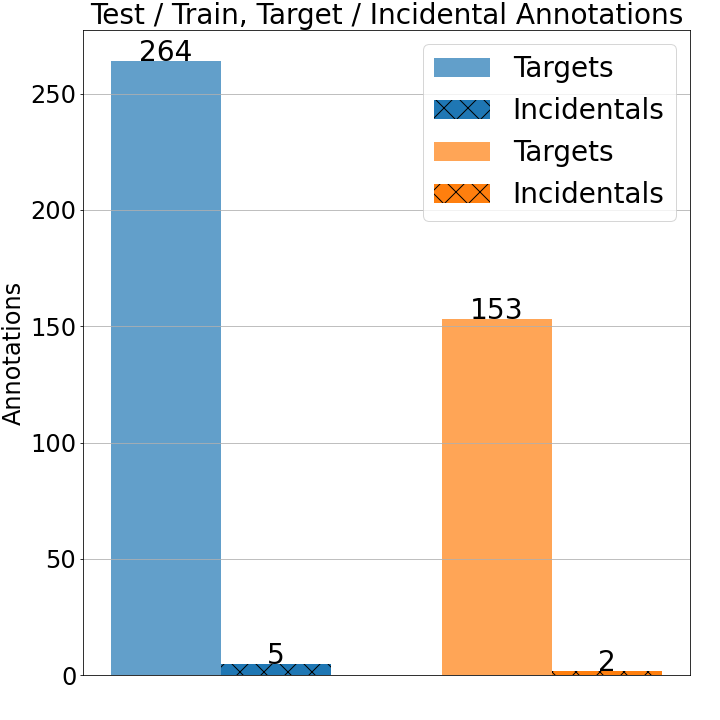 Test / Train, Target / Incidental Annotations
264
Targets
Incidentals
Targets
Incidentals
250
200
153
150
Annotations
100
50
5
2
0